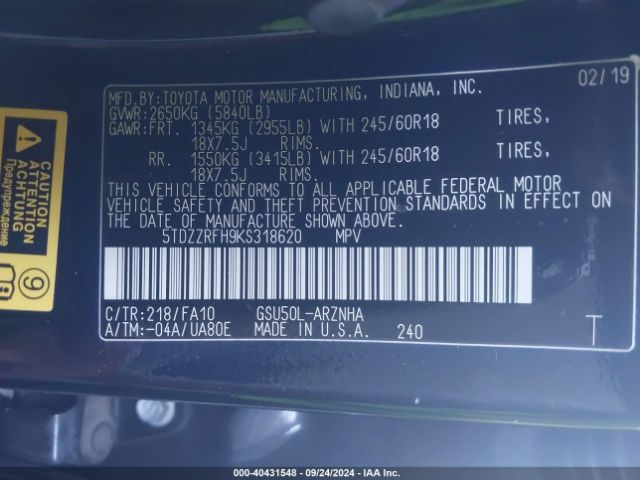 MFD.BY:TOYOTA MOTOR MANUFACTURING, INDIANA, INC. 02/19
GVWR:2650KG (5840LB)
GAWR:FRT. 1345KG (2955LB) WITH 245/60R18 TIRES,
18X7.5J RIMS.
RR. 1550KG (3415LB) WITH 245/60R18 TIRES,
18X7.5J RIMS.
THIS VEHICLE CONFORMS TO ALL APPLICABLE FEDERAL MOTOR
VEHICLE SAFETY AND THEFT PREVENTION STANDARDS IN EFFECT ON
THE DATE OF MANUFACTURE SHOWN ABOVE.
5TDZZRFH9KS318620 MPV
C/TR:218/FA10 GSU50L-ARZNHA
A/TM:-04A/UA80E MADE IN U.S.A. 240 T
CAUTION
ATTENTION
ACHTUNG
Предупреждение
9
VEHICLE - 40431548 - 09/24/2024 - IAA Inc.